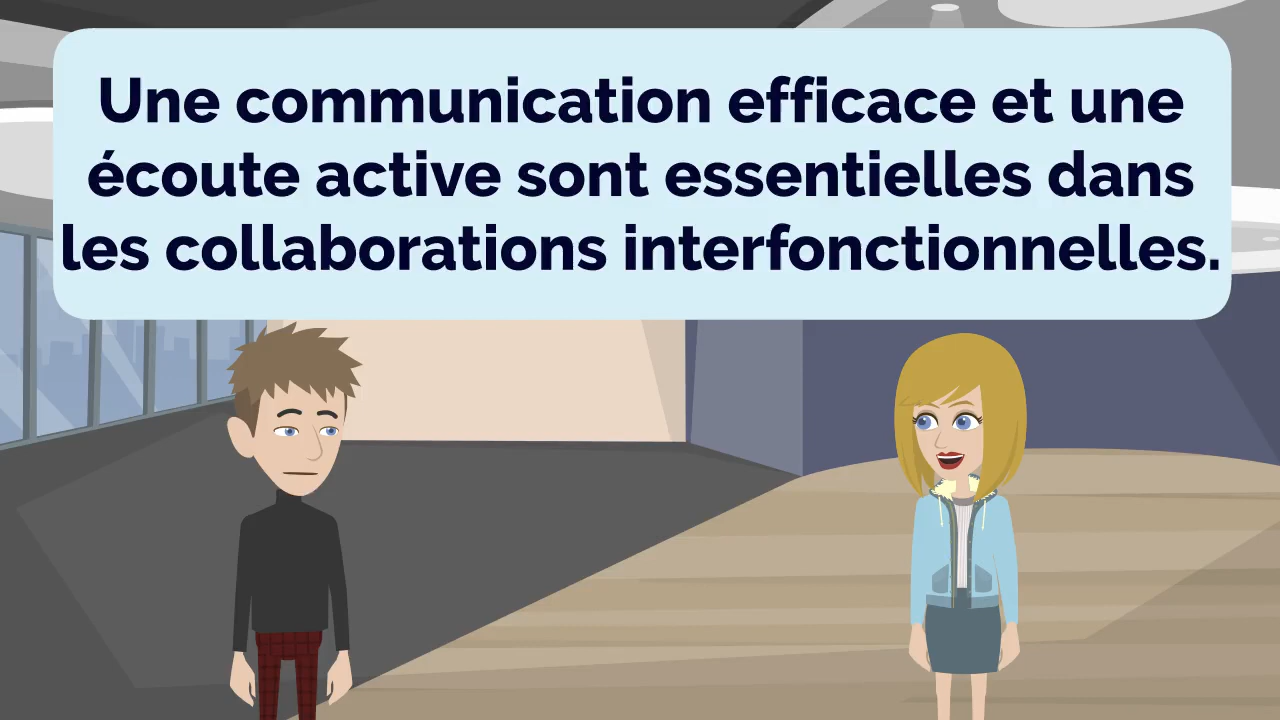 Une communication efficace et une
écoute active sont essentielles dans
les collaborations interfonctionnelles.